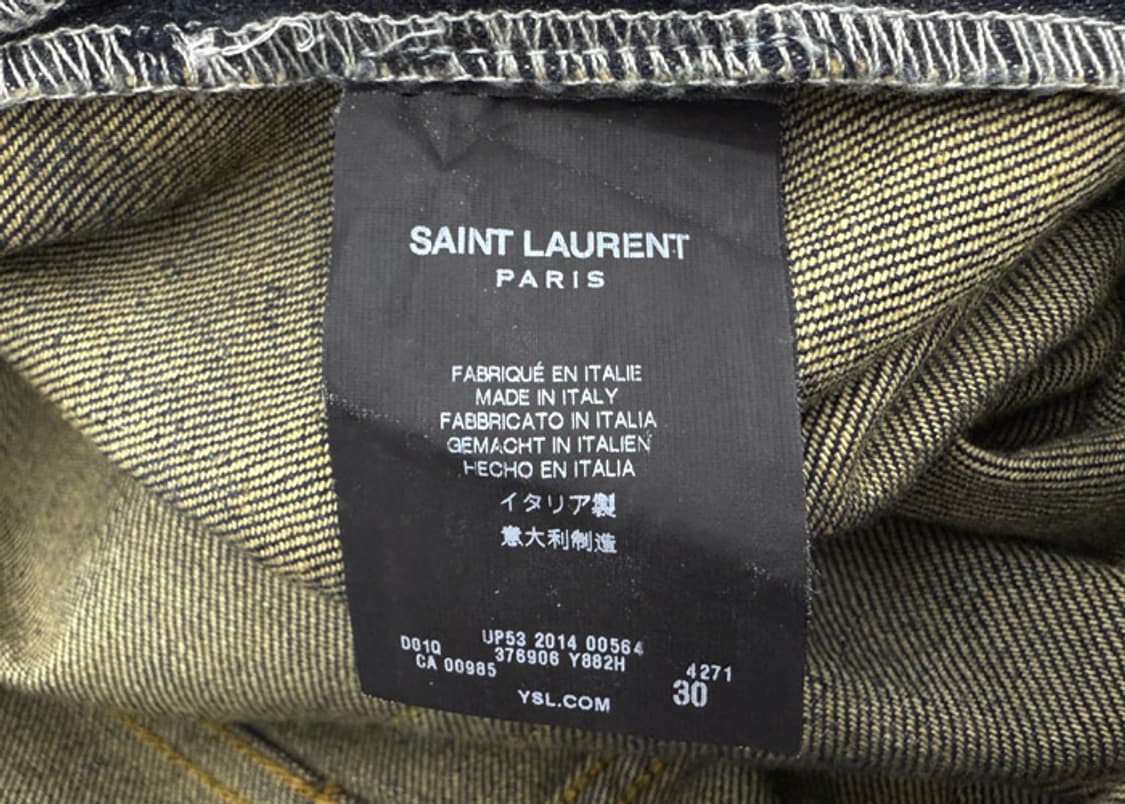 SAINT LAURENT
PARIS
FABRIQUÉ EN ITALIE
MADE IN ITALY
FABBRICATO IN ITALIA
GEMACHT IN ITALIEN
HECHO EN ITALIA
イタリア製
意大利制造
UP53 2014 00564
D01Q 376906 Y882H
CA 00985 4271
30
YSL.COM